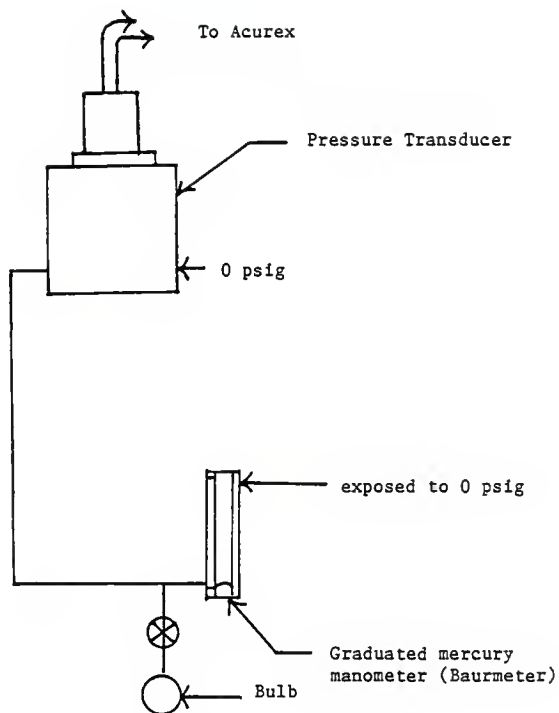 To Acurex
Pressure Transducer
0 psig
exposed to 0 psig
Graduated mercury
manometer (Baurmeter)
Bulb